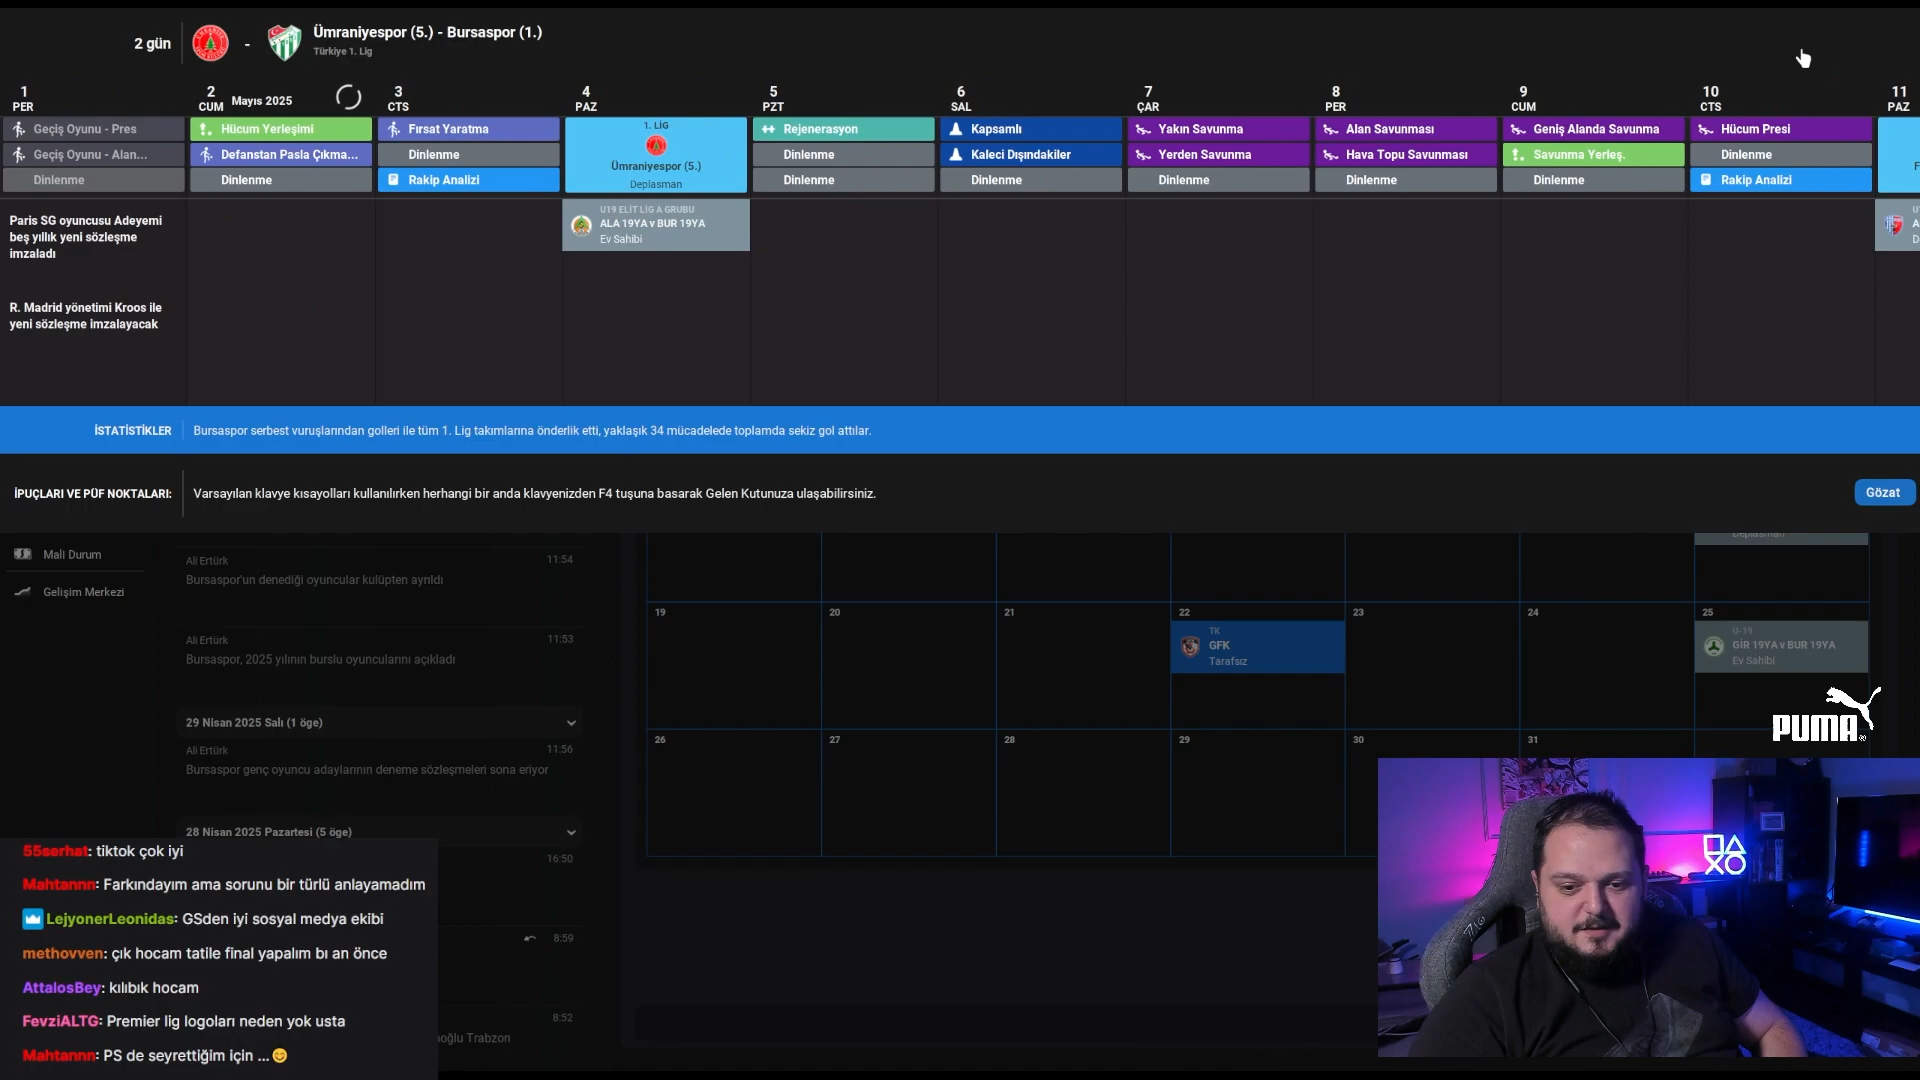 2 gün
Ümraniyespor (5.) - Bursaspor (1.)
Türkiye 1. Lig
1
PER
2
CUM
Mayıs 2025
3
CTS
4
PAZ
5
PZT
6
SAL
7
ÇAR
8
PER
9
CUM
10
CTS
11
PAZ
Geçiş Oyunu - Pres
Geçiş Oyunu - Alan...
Dinlenme
Hücum Yerleşimi
Defanstan Pasla Çıkma...
Dinlenme
Fırsat Yaratma
Dinlenme
Rakip Analizi
1. LİG
Ümraniyespor (5.)
Deplasman
Rejenerasyon
Dinlenme
Dinlenme
Kapsamlı
Kaleci Dışındakiler
Dinlenme
Yakın Savunma
Yerden Savunma
Dinlenme
Alan Savunması
Hava Topu Savunması
Dinlenme
Geniş Alanda Savunma
Savunma Yerleş.
Dinlenme
Hücum Presi
Dinlenme
Rakip Analizi
Paris SG oyuncusu Adeyemi
beş yıllık yeni sözleşme
imzaladı
R. Madrid yönetimi Kroos ile
yeni sözleşme imzalayacak
U19 ELİT LİG A GRUBU
ALA 19YA v BUR 19YA
Ev Sahibi
İSTATİSTİKLER
Bursaspor serbest vuruşlarından golleri ile tüm 1. Lig takımlarına önderlik etti, yaklaşık 34 mücadelede toplamda sekiz gol attılar.
İPUÇLARI VE PÜF NOKTALARI:
Varsayılan klavye kısayolları kullanılırken herhangi bir anda klavyenizden F4 tuşuna basarak Gelen Kutunuza ulaşabilirsiniz.
Gözat
Mali Durum
Gelişim Merkezi
Ali Ertürk
11:54
Bursaspor'un denediği oyuncular kulüpten ayrıldı
Ali Ertürk
11:53
Bursaspor, 2025 yılının burslu oyuncularını açıkladı
29 Nisan 2025 Salı (1 öge)
Ali Ertürk
11:56
Bursaspor genç oyuncu adaylarının deneme sözleşmeleri sona eriyor
28 Nisan 2025 Pazartesi (5 öge)
16:50
8:59
8:52
Deplasman
19
20
21
22
23
24
25
TK
GFK
Tarafsız
U-19
GİR 19YA v BUR 19YA
Ev Sahibi
26
27
28
29
30
31
PUMA
55serhat: tiktok çok iyi
Mahtannn: Farkındayım ama sorunu bir türlü anlayamadım
LejyonerLeonidas: GSden iyi sosyal medya ekibi
methovven: çık hocam tatile final yapalım bı an önce
AttalosBey: kılıbık hocam
FevziALTG: Premier lig logoları neden yok usta
Mahtannn: PS de seyrettiğim için ...😊